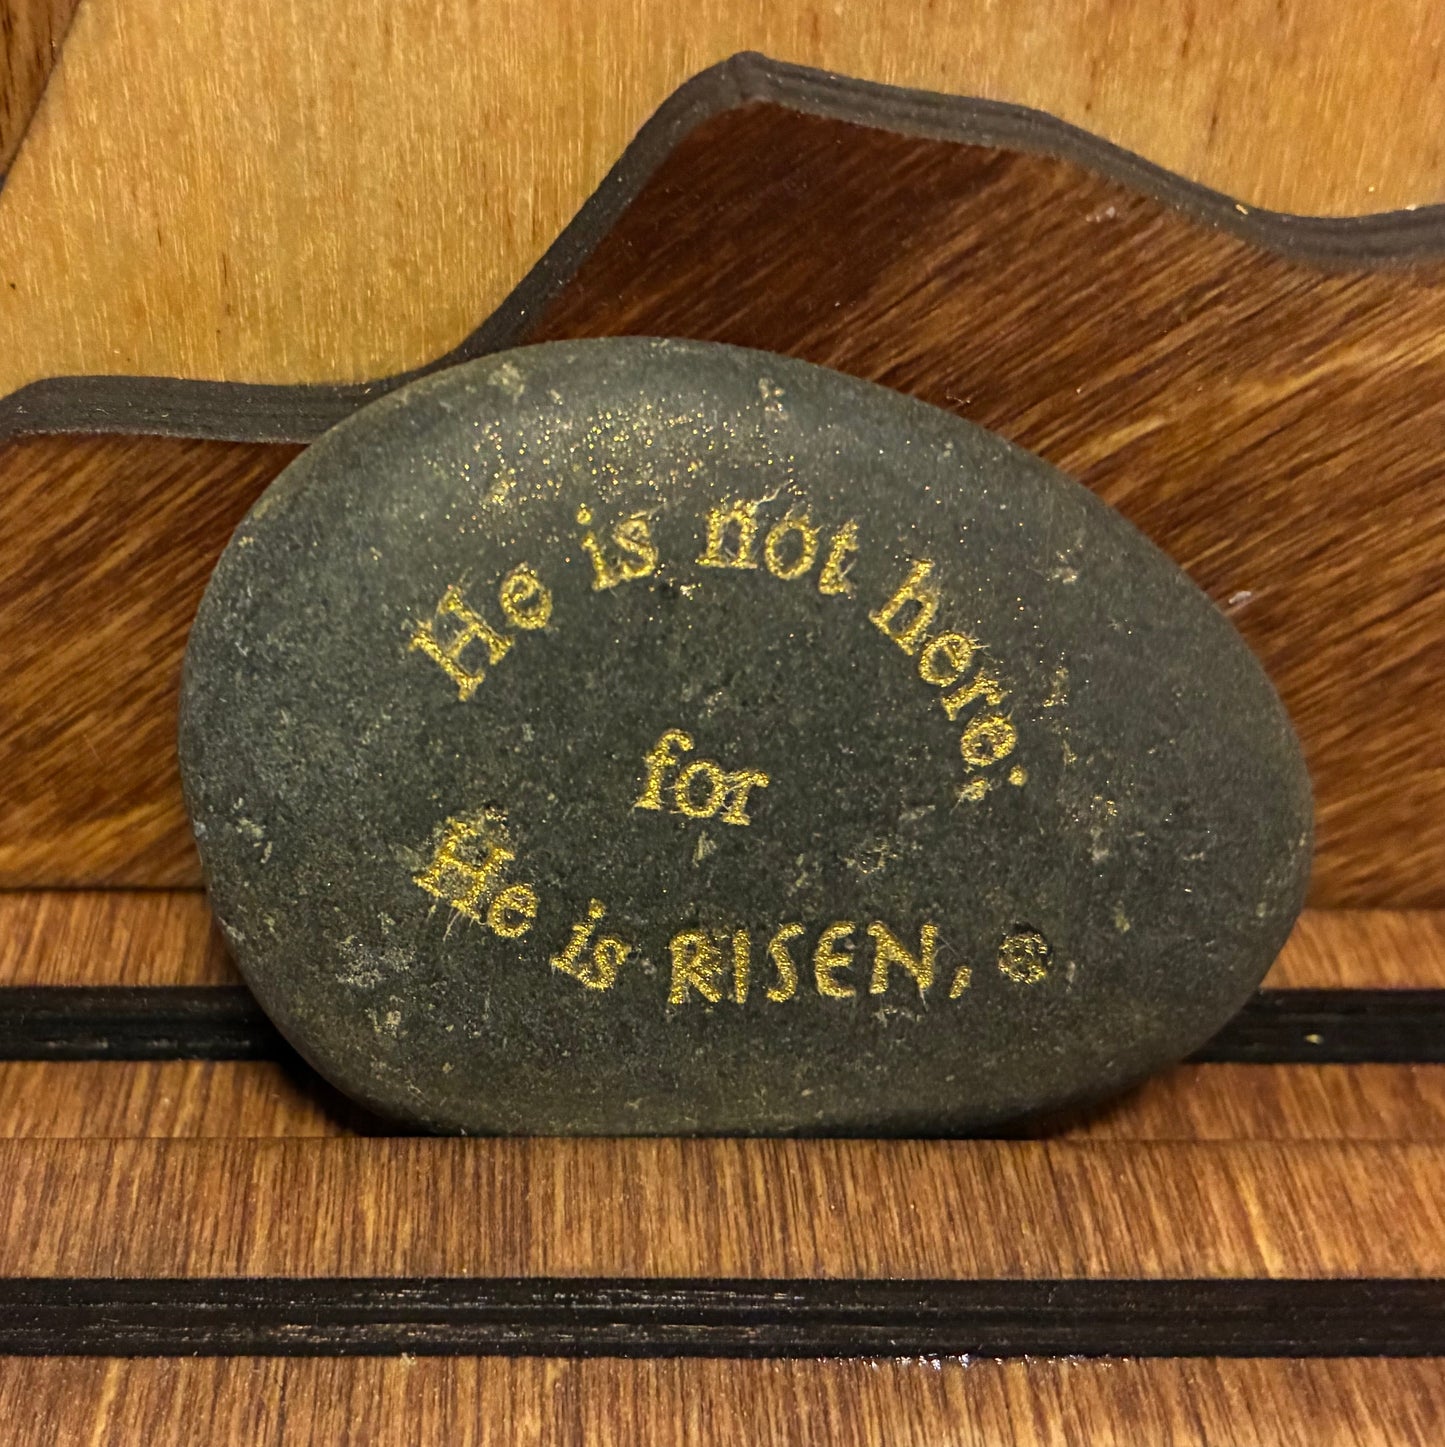 He is not here;
for
He is RISEN,